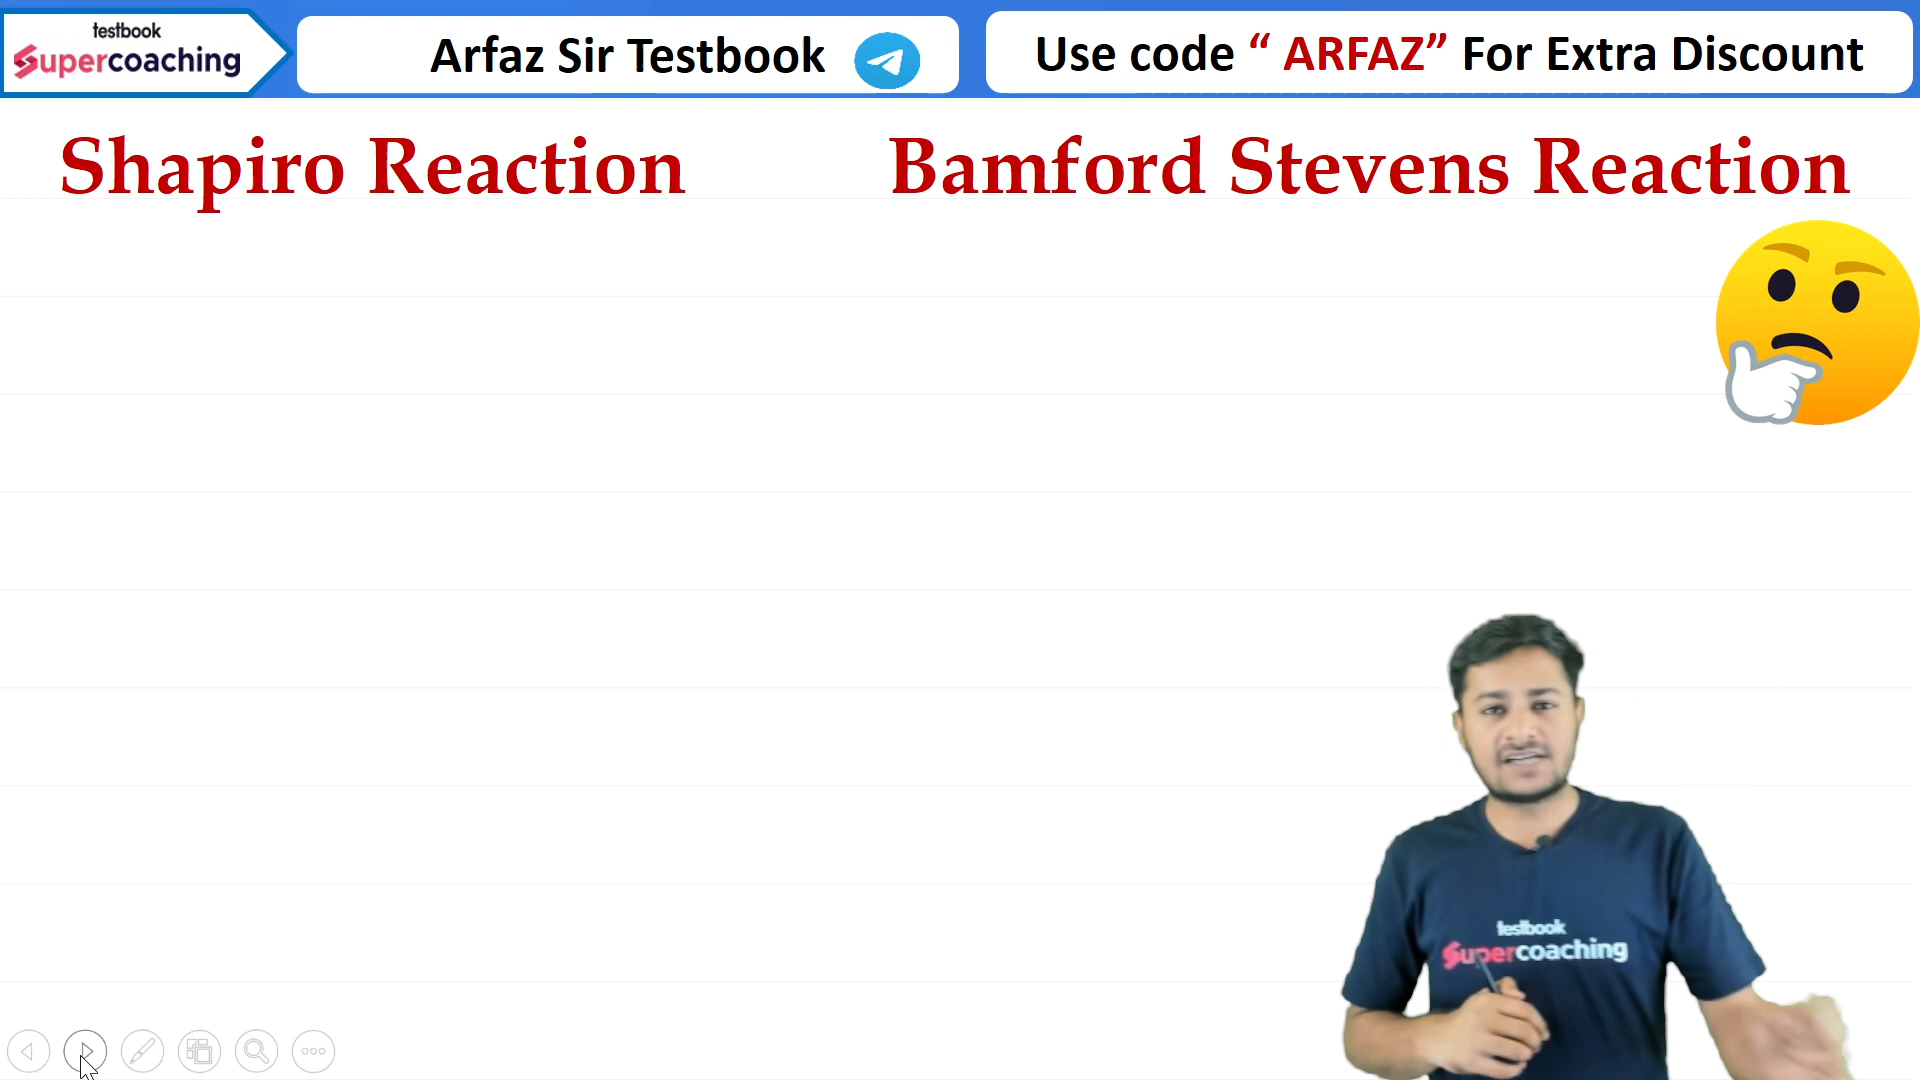 testbook
Supercoaching
Arfaz Sir Testbook
Use code “ ARFAZ” For Extra Discount
Shapiro Reaction
Bamford Stevens Reaction
testbook
Supercoaching